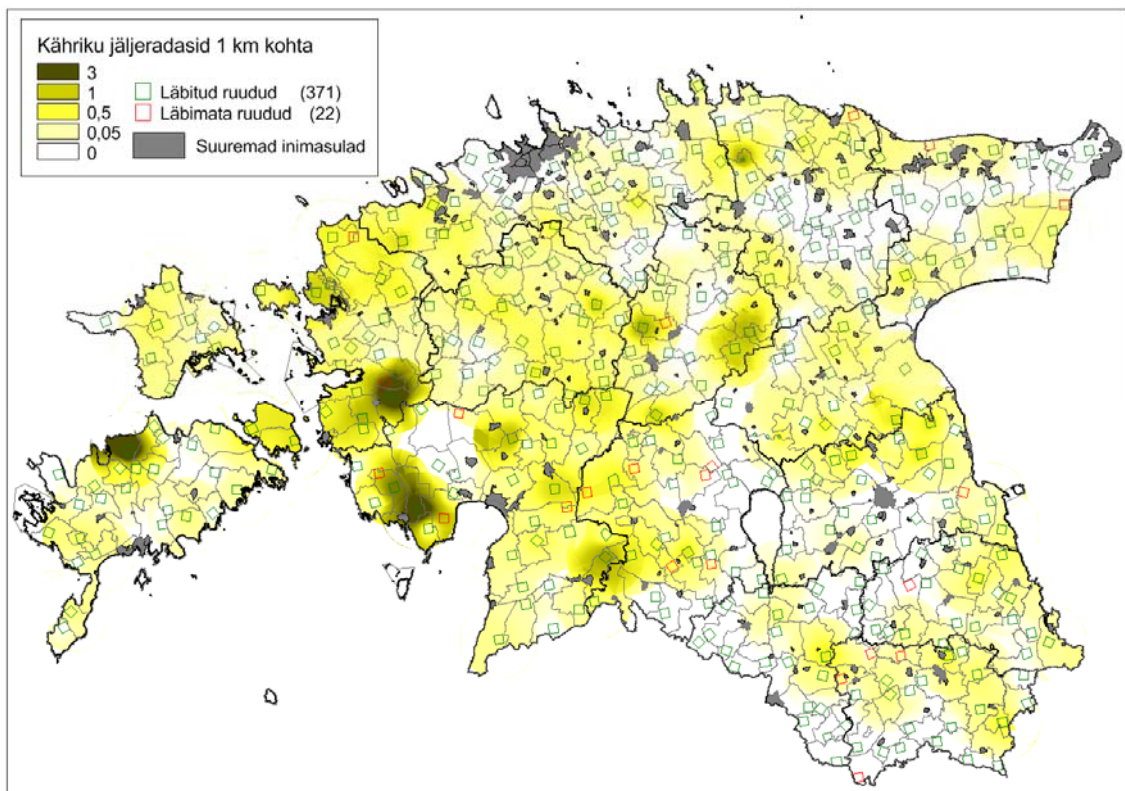 Kähriku jäljeradasid 1 km kohta
3
1
0,5
0,05
0
Läbitud ruudud (371)
Läbimata ruudud (22)
Suuremad inimasulad